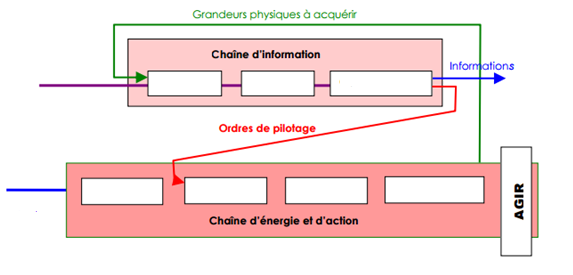 Grandeurs physiques à acquérir
Chaîne d'information
Informations
Ordres de pilotage
AGIR
Chaîne d'énergie et d'action